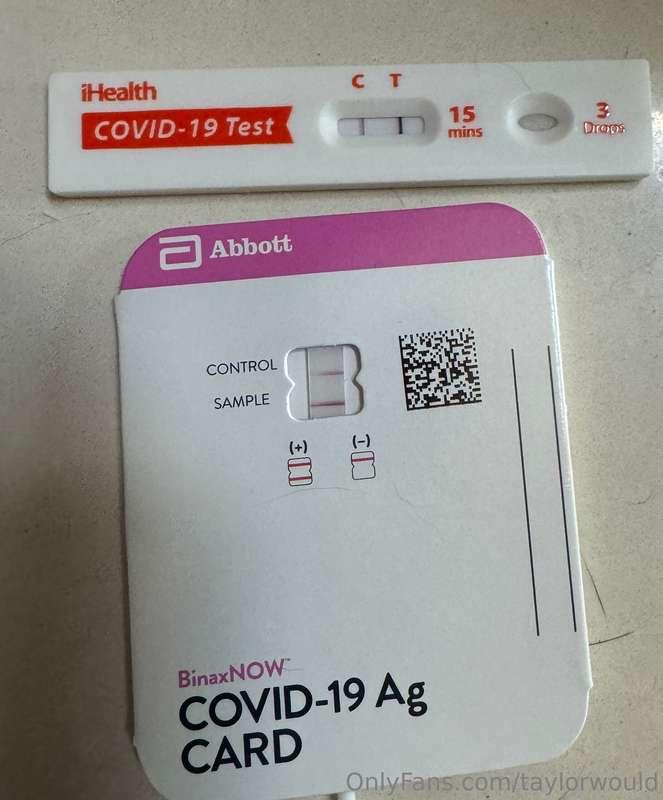 C T
iHealth
COVID-19 Test
15
mins
3
Drops
Abbott
CONTROL
SAMPLE
(+) (-)
BinaxNOW™
COVID-19 Ag
CARD
OnlyFans.com/taylorwould